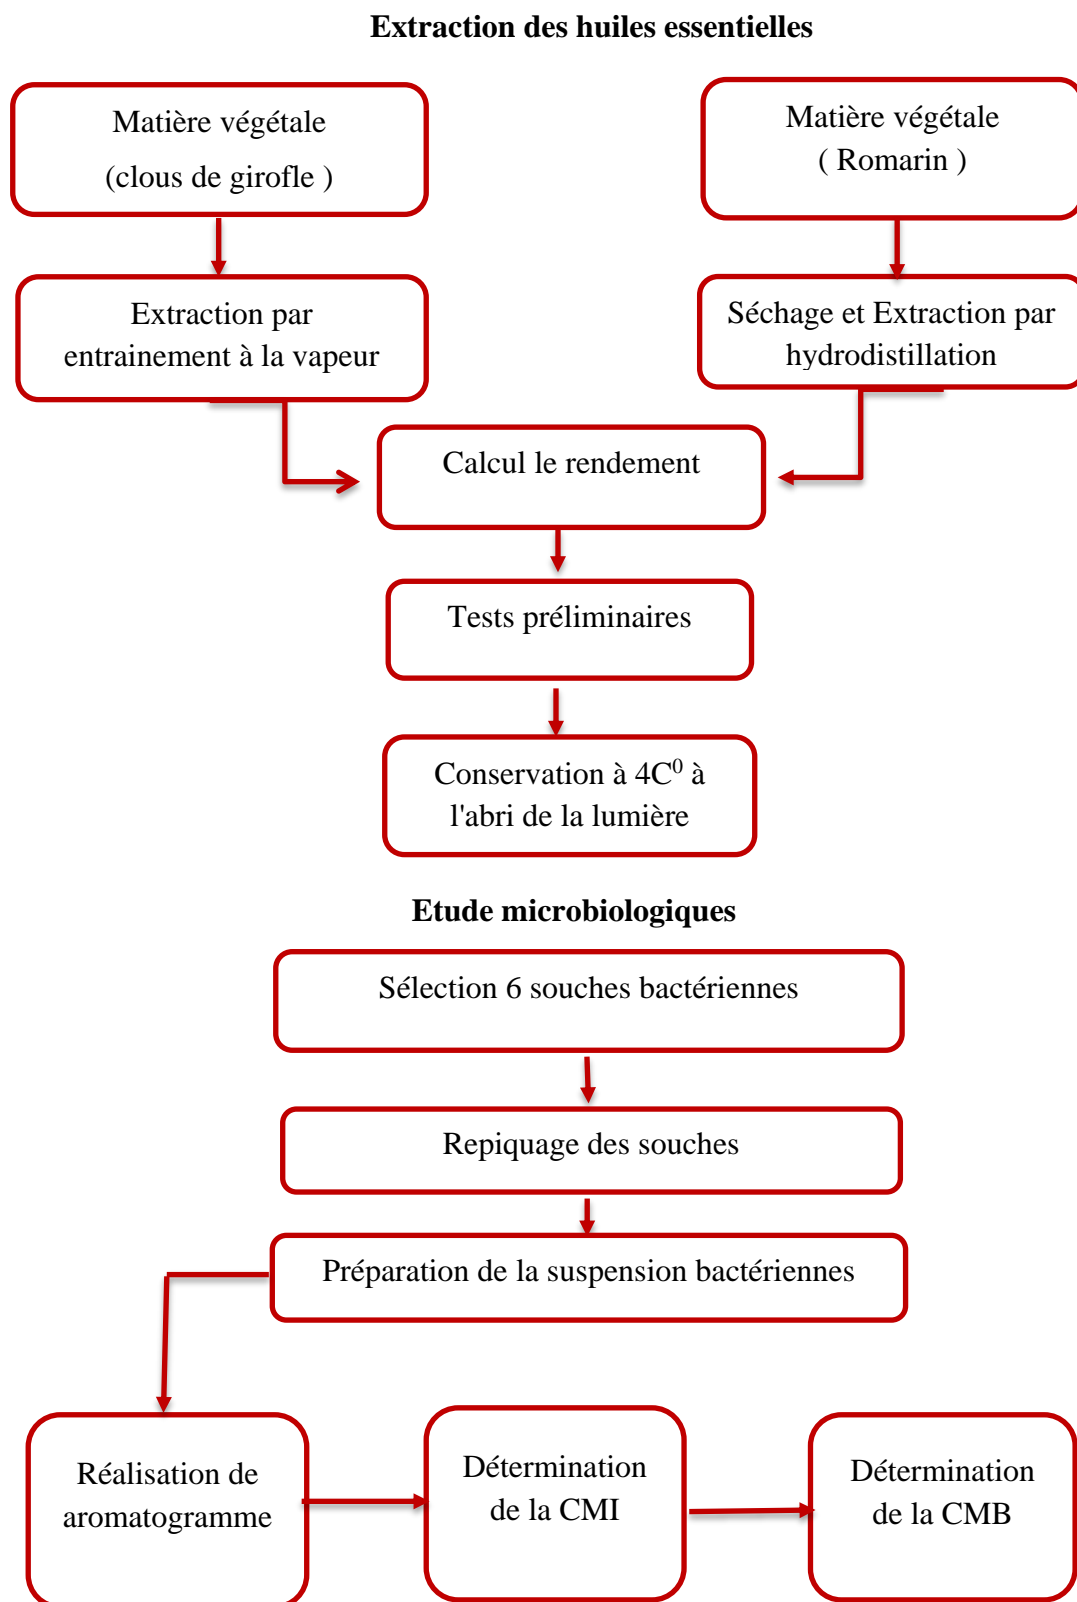 Extraction des huiles essentielles
Matière végétale
(clous de girofle )
Matière végétale
( Romarin )
Extraction par
entrainement à la vapeur
Séchage et Extraction par
hydrodistillation
Calcul le rendement
Tests préliminaires
Conservation à 4C⁰ à
l'abri de la lumière
Etude microbiologiques
Sélection 6 souches bactériennes
Repiquage des souches
Préparation de la suspension bactériennes
Réalisation de
aromatogramme
Détermination
de la CMI
Détermination
de la CMB